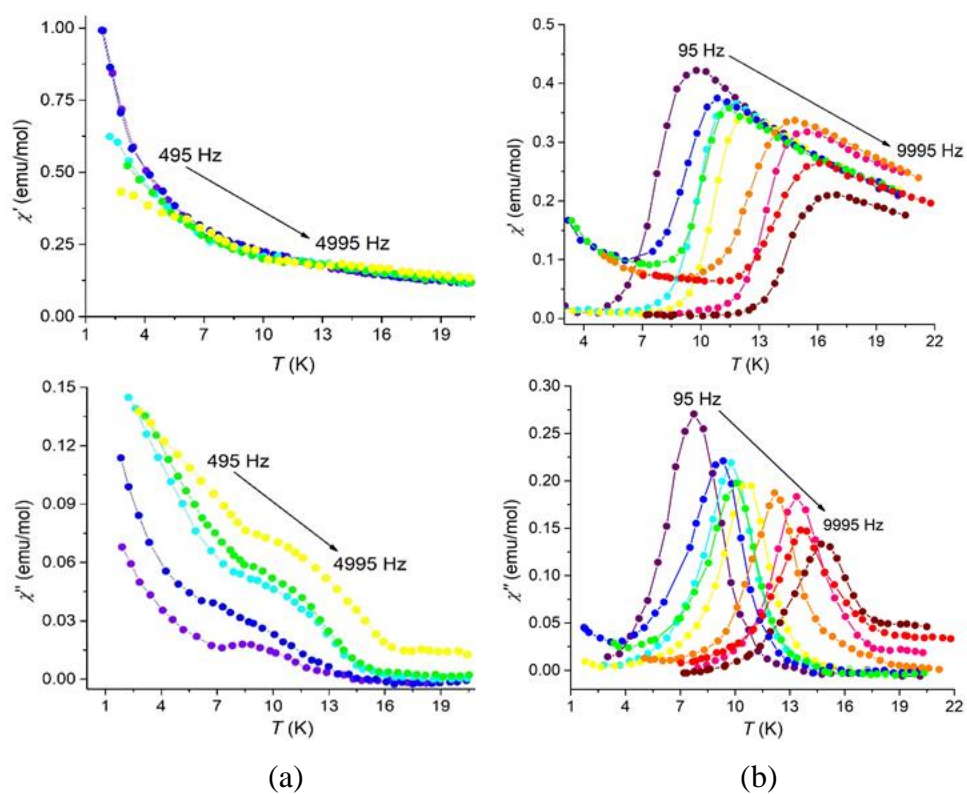 χ′ (emu/mol)
1.00
0.75
0.50
0.25
0.00
495 Hz
4995 Hz
1 4 7 10 13 16 19
T (K)
χ′ (emu/mol)
0.5
0.4
0.3
0.2
0.1
0.0
95 Hz
9995 Hz
4 7 10 13 16 19 22
T (K)
χ″ (emu/mol)
0.15
0.12
0.09
0.06
0.03
0.00
495 Hz
4995 Hz
1 4 7 10 13 16 19
T (K)
χ″ (emu/mol)
0.30
0.25
0.20
0.15
0.10
0.05
0.00
95 Hz
9995 Hz
1 4 7 10 13 16 19 22
T (K)
(a) (b)